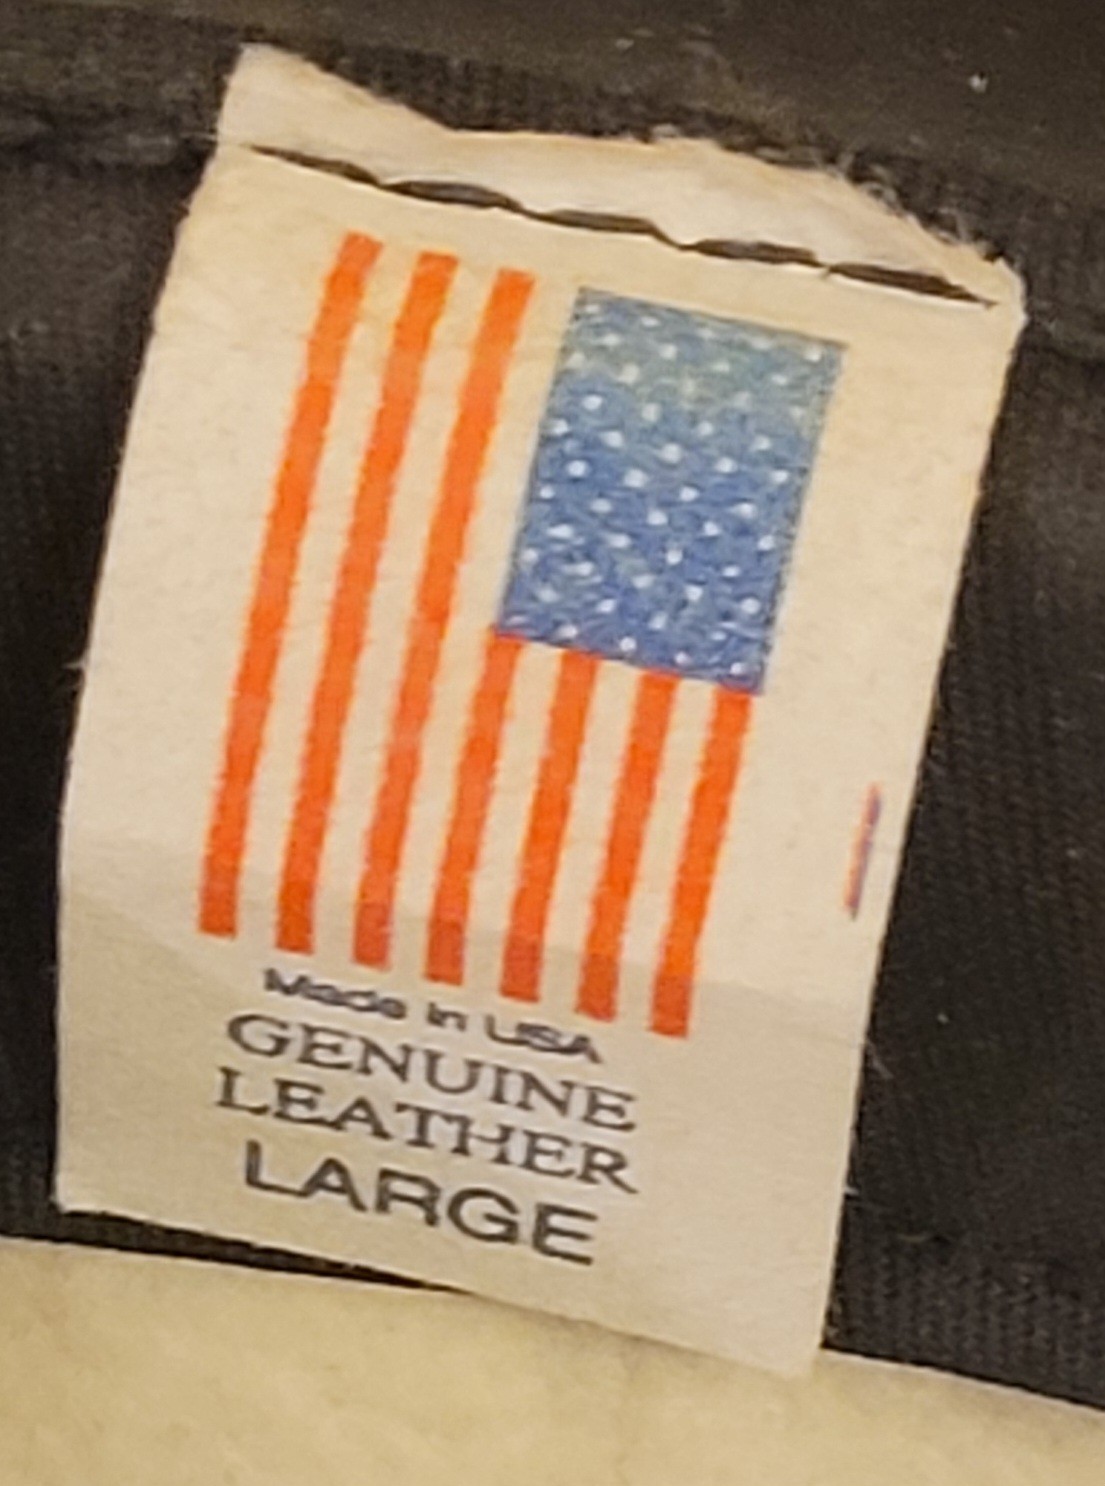 Made in USA
GENUINE
LEATHER
LARGE